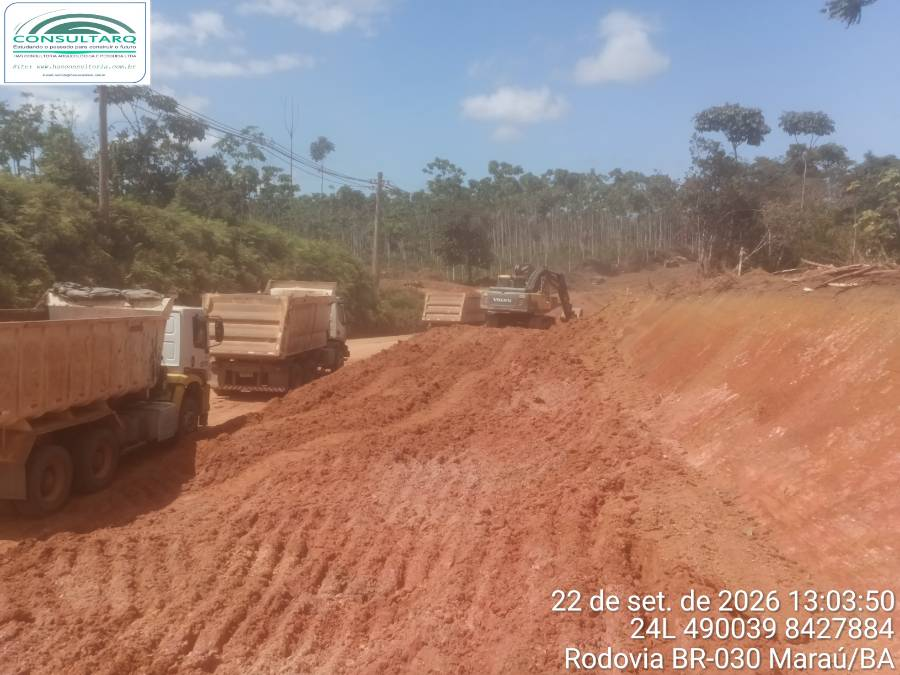 CONSULTARQ
Estudando o passado para construir o futuro
VOLVO
22 de set. de 2026 13:03:50
24L 490039 8427884
Rodovia BR-030 Maraú/BA